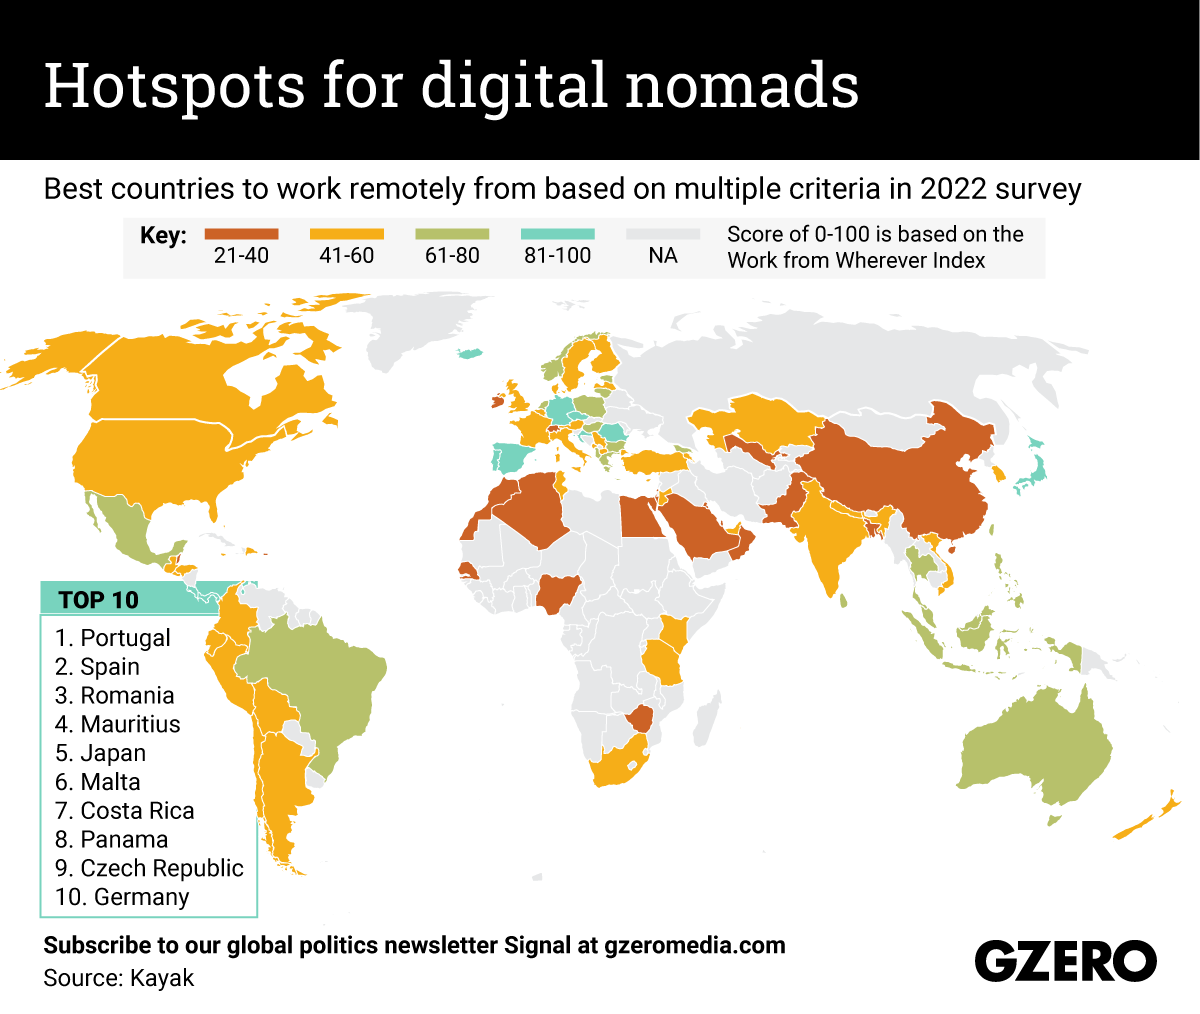 Hotspots for digital nomads
Best countries to work remotely from based on multiple criteria in 2022 survey
Key:
21-40
41-60
61-80
81-100
NA
Score of 0-100 is based on the
Work from Wherever Index
TOP 10
1. Portugal
2. Spain
3. Romania
4. Mauritius
5. Japan
6. Malta
7. Costa Rica
8. Panama
9. Czech Republic
10. Germany
Subscribe to our global politics newsletter Signal at gzeromedia.com
Source: Kayak
GZERO